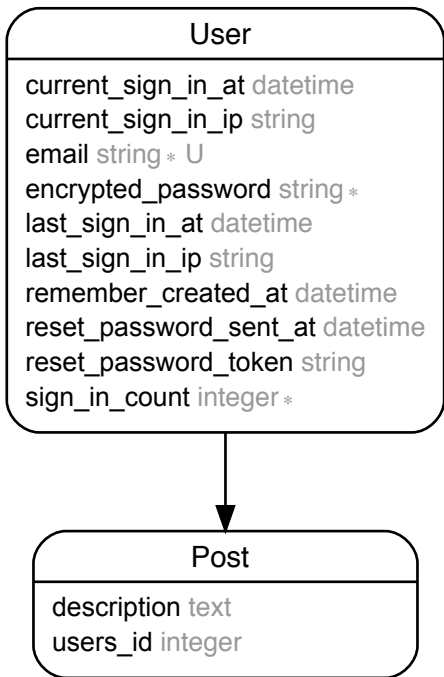 User
current_sign_in_at datetime
current_sign_in_ip string
email string * U
encrypted_password string *
last_sign_in_at datetime
last_sign_in_ip string
remember_created_at datetime
reset_password_sent_at datetime
reset_password_token string
sign_in_count integer *
Post
description text
users_id integer